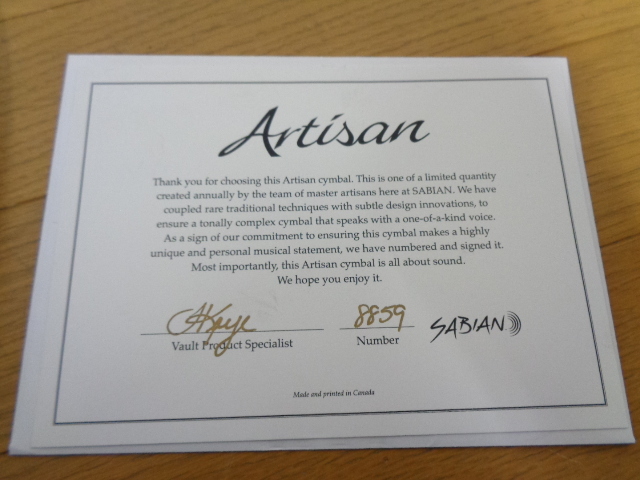 Artisan
Thank you for choosing this Artisan cymbal. This is one of a limited quantity
created annually by the team of master artisans here at SABIAN. We have
coupled rare traditional techniques with subtle design innovations, to
ensure a tonally complex cymbal that speaks with a one-of-a-kind voice.
As a sign of our commitment to ensuring this cymbal makes a highly
unique and personal musical statement, we have numbered and signed it.
Most importantly, this Artisan cymbal is all about sound.
We hope you enjoy it.
8859
Vault Product Specialist
Number
SABIAN
Made and printed in Canada